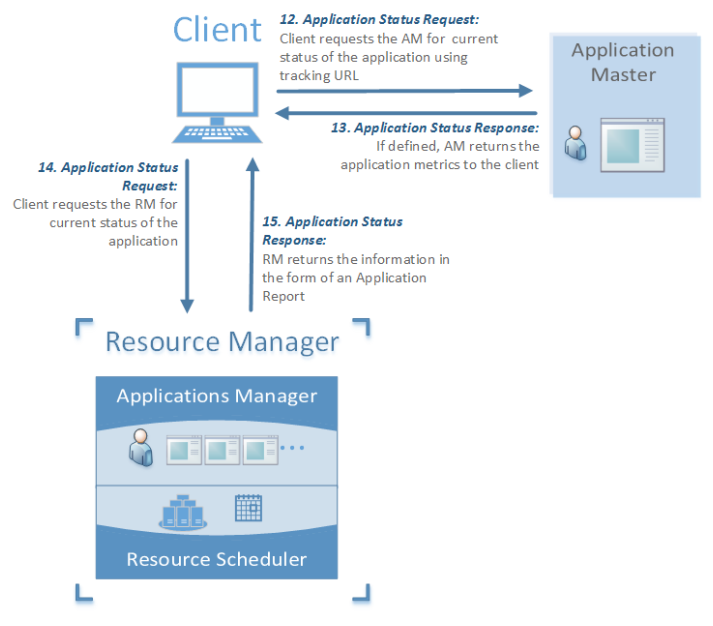 Client
12. Application Status Request:
Client requests the AM for current
status of the application using
tracking URL
Application
Master
13. Application Status Response:
If defined, AM returns the
application metrics to the client
14. Application Status
Request:
Client requests the RM for
current status of the
application
15. Application Status
Response:
RM returns the information in
the form of an Application
Report
Resource Manager
Applications Manager
Resource Scheduler